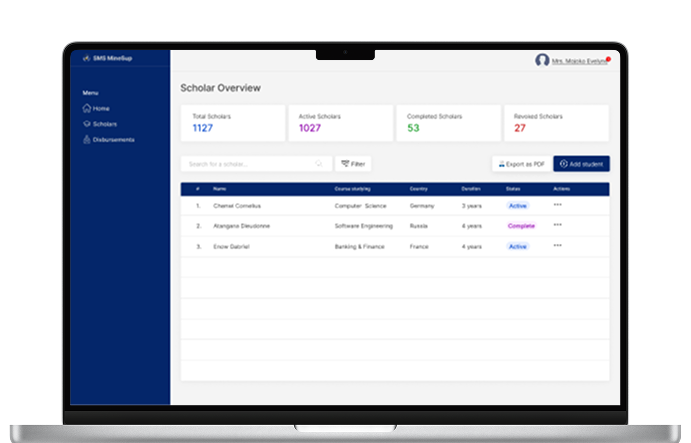 SMS MineSup
Mrs. Mojoko Evelyne
Menu
Home
Scholars
Disbursements
Scholar Overview
Total Scholars
1127
Active Scholars
1027
Completed Scholars
53
Revoked Scholars
27
Search for a scholar...
Filter
Export as PDF
Add student
# Name Course studying Country Duration Status Actions
1. Chenwi Cornelius Computer Science Germany 3 years Active ...
2. Atangana Dieudonne Software Engineering Russia 4 years Complete ...
3. Enow Gabriel Banking & Finance France 4 years Active ...